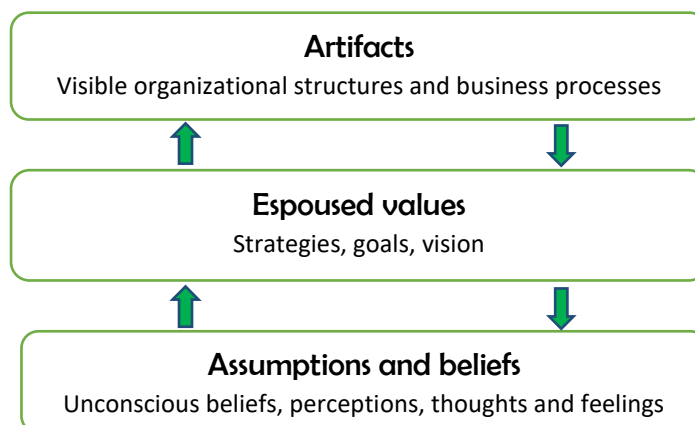 Artifacts
Visible organizational structures and business processes
Espoused values
Strategies, goals, vision
Assumptions and beliefs
Unconscious beliefs, perceptions, thoughts and feelings